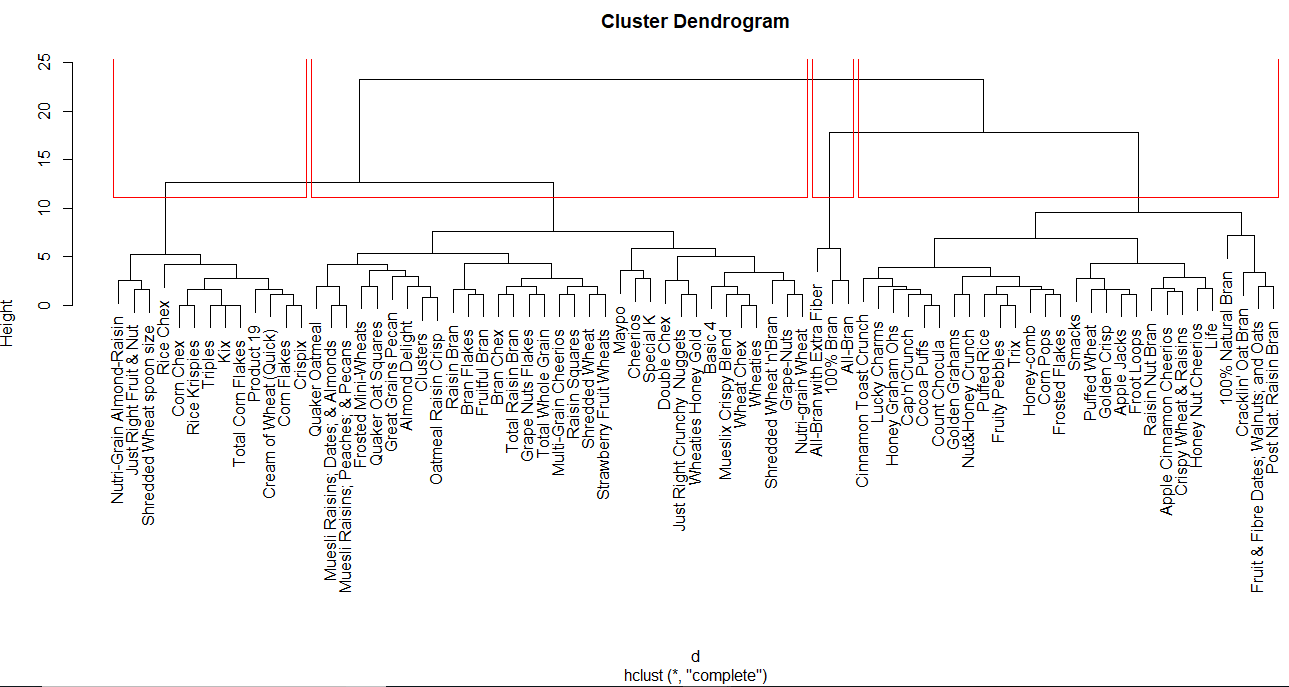 Cluster Dendrogram
Height
25
20
15
10
5
0
Nutri-Grain Almond-Raisin
Just Right Fruit & Nut
Shredded Wheat spoon size
Rice Chex
Corn Chex
Rice Krispies
Triples
Kix
Total Corn Flakes
Product 19
Cream of Wheat (Quick)
Corn Flakes
Crispix
Quaker Oatmeal
Muesli Raisins; Dates; & Almonds
Muesli Raisins; Peaches; & Pecans
Frosted Mini-Wheats
Quaker Oat Squares
Great Grains Pecan
Almond Delight
Clusters
Oatmeal Raisin Crisp
Raisin Bran
Bran Flakes
Fruitful Bran
Bran Chex
Total Raisin Bran
Grape Nuts Flakes
Total Whole Grain
Multi-Grain Cheerios
Raisin Squares
Shredded Wheat
Strawberry Fruit Wheats
Maypo
Cheerios
Special K
Double Chex
Just Right Crunchy Nuggets
Wheaties Honey Gold
Basic 4
Mueslix Crispy Blend
Wheat Chex
Wheaties
Shredded Wheat 'n'Bran
Grape-Nuts
Nutri-grain Wheat
All-Bran with Extra Fiber
100% Bran
All-Bran
Cinnamon Toast Crunch
Lucky Charms
Honey Graham Ohs
Cap'n'Crunch
Cocoa Puffs
Count Chocula
Golden Grahams
Nut&Honey Crunch
Puffed Rice
Fruity Pebbles
Trix
Honey-comb
Corn Pops
Frosted Flakes
Smacks
Puffed Wheat
Golden Crisp
Apple Jacks
Froot Loops
Raisin Nut Bran
Apple Cinnamon Cheerios
Crispy Wheat & Raisins
Honey Nut Cheerios
Life
100% Natural Bran
Cracklin' Oat Bran
Fruit & Fibre Dates; Walnuts; and Oats
Post Nat. Raisin Bran
d
hclust (*, "complete")